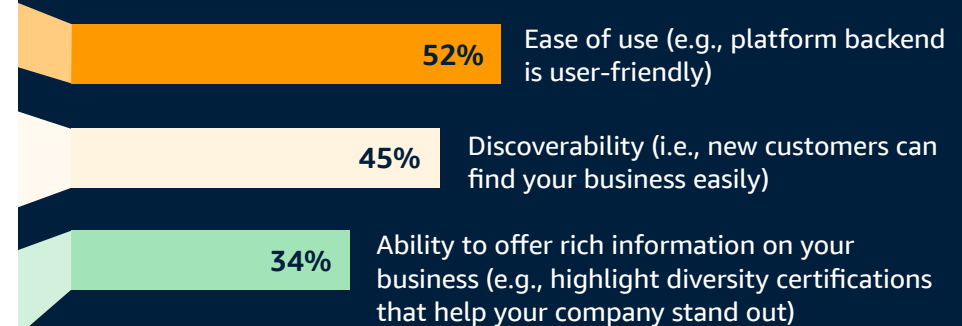 52%
Ease of use (e.g., platform backend
is user-friendly)
45%
Discoverability (i.e., new customers can
find your business easily)
34%
Ability to offer rich information on your
business (e.g., highlight diversity certifications
that help your company stand out)